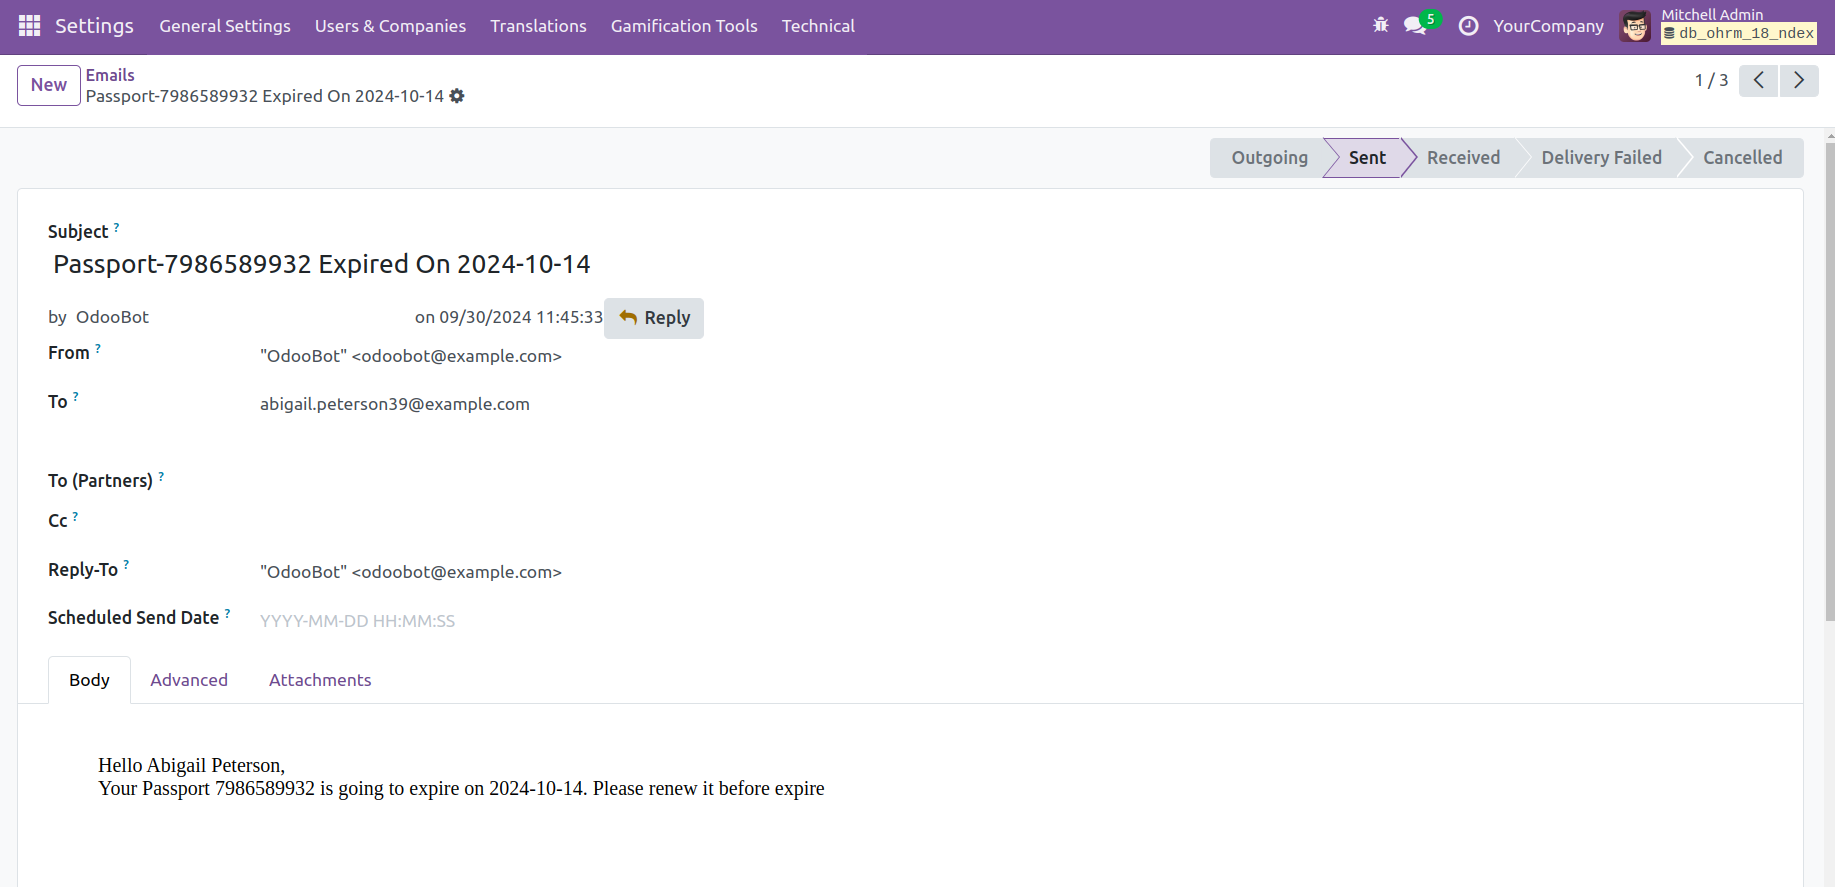 Settings General Settings Users & Companies Translations Gamification Tools Technical 5 YourCompany Mitchell Admin
db_ohrm_18_ndex
New Emails
Passport-7986589932 Expired On 2024-10-14
1 / 3
Outgoing Sent Received Delivery Failed Cancelled
Subject ?
Passport-7986589932 Expired On 2024-10-14
by OdooBot on 09/30/2024 11:45:33 Reply
From ? "OdooBot" <odoobot@example.com>
To ? abigail.peterson39@example.com
To (Partners) ?
Cc ?
Reply-To ? "OdooBot" <odoobot@example.com>
Scheduled Send Date ? YYYY-MM-DD HH:MM:SS
Body Advanced Attachments
Hello Abigail Peterson,
Your Passport 7986589932 is going to expire on 2024-10-14. Please renew it before expire